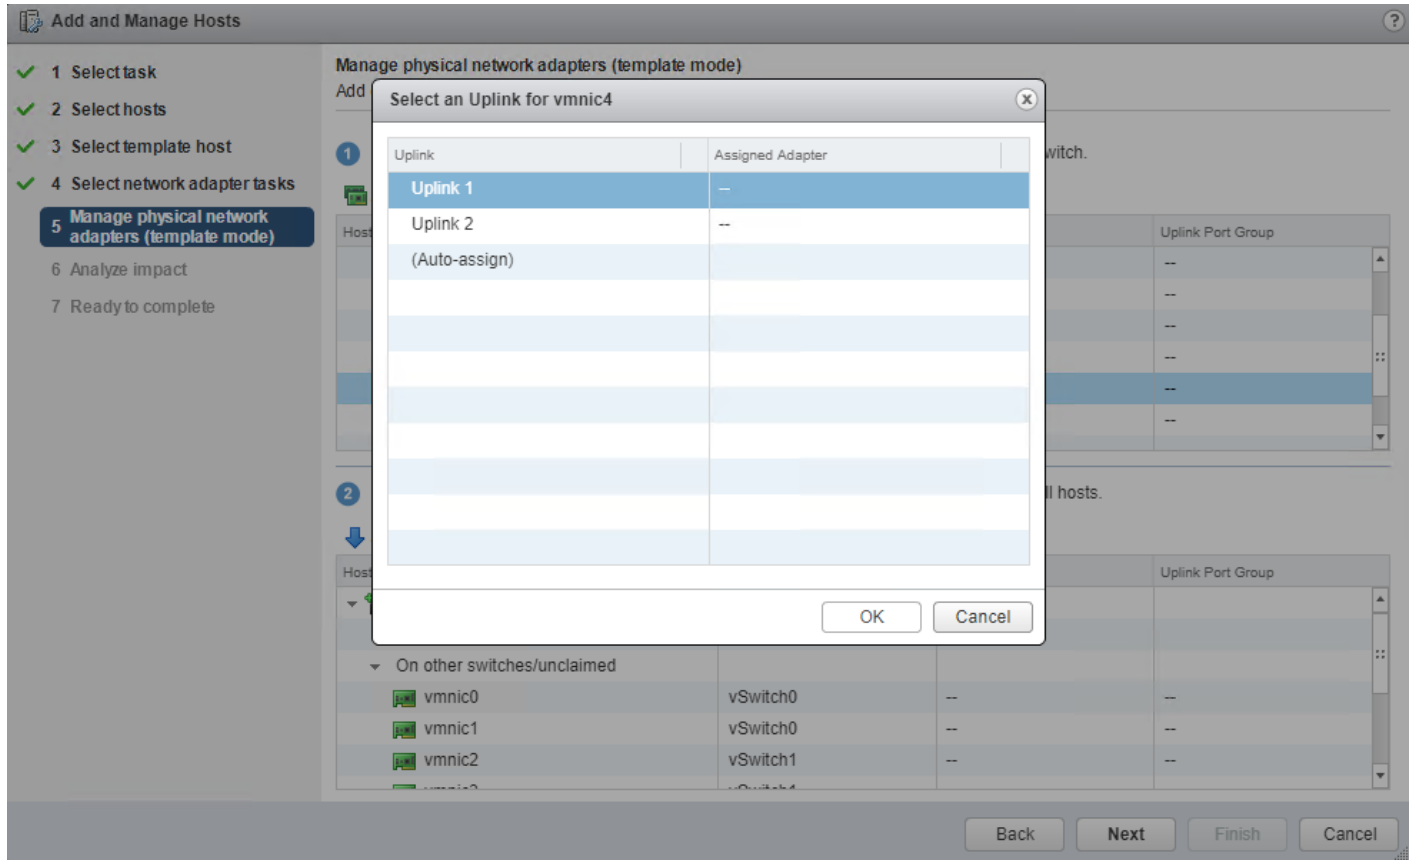 Add and Manage Hosts
?
1 Select task
2 Select hosts
3 Select template host
4 Select network adapter tasks
5 Manage physical network
adapters (template mode)
6 Analyze impact
7 Ready to complete
Manage physical network adapters (template mode)
Add
Select an Uplink for vmnic4
Uplink Assigned Adapter
Uplink 1 --
Uplink 2 --
(Auto-assign)
OK Cancel
1 witch.
Host Uplink Port Group
--
--
--
--
--
--
2 ll hosts.
Host Uplink Port Group
On other switches/unclaimed
vmnic0 vSwitch0 -- --
vmnic1 vSwitch0 -- --
vmnic2 vSwitch1 -- --
Back Next Finish Cancel